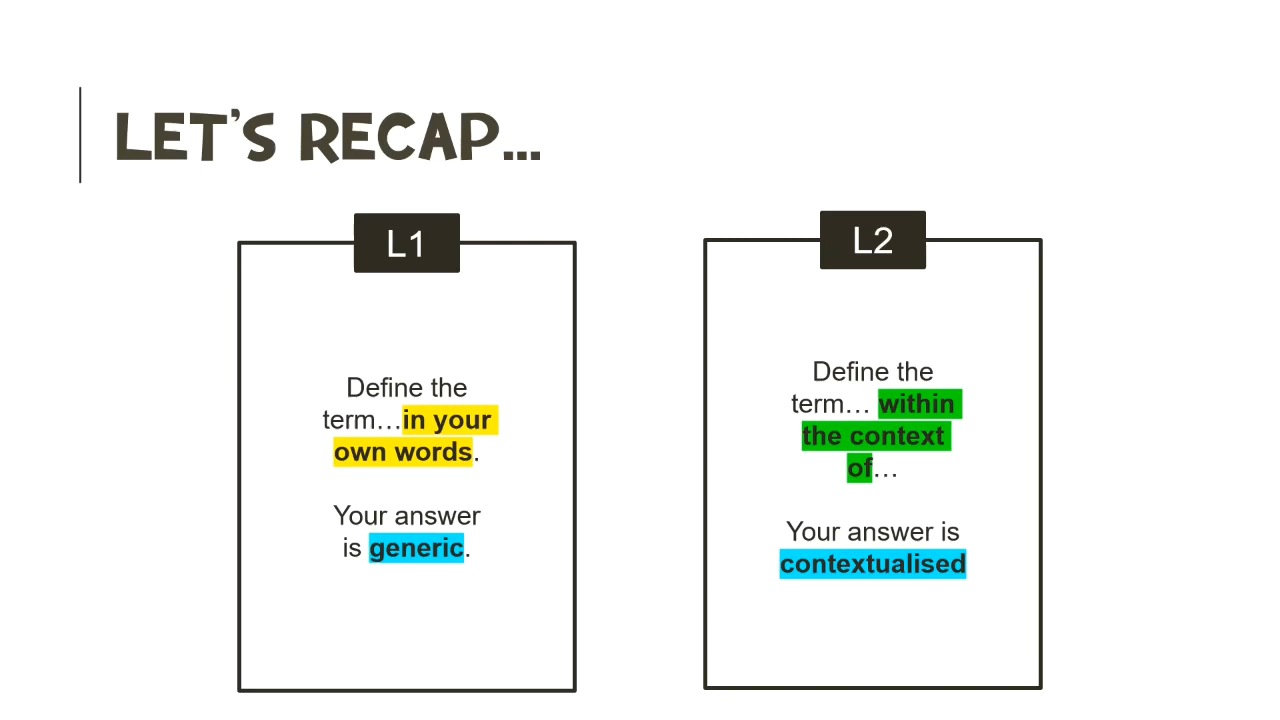 LET'S RECAP...
L1
Define the
term…in your
own words.
Your answer
is generic.
L2
Define the
term… within
the context
of…
Your answer is
contextualised